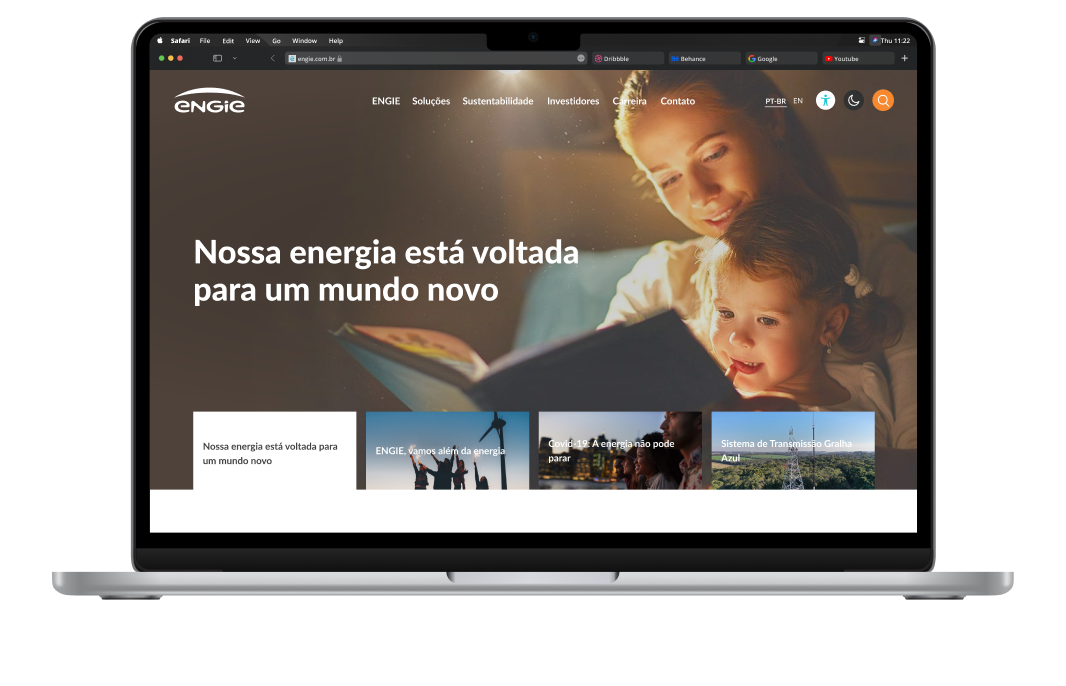 Safari File Edit View Go Window Help
Thu 11:22
engie.com.br
Dribbble
Behance
Google
Youtube
ENGIE
ENGIE Soluções Sustentabilidade Investidores Carreira Contato
PT-BR EN
Nossa energia está voltada
para um mundo novo
Nossa energia está voltada para
um mundo novo
ENGIE, vamos além da energia
Covid-19: A energia não pode
parar
Sistema de Transmissão Gralha
Azul